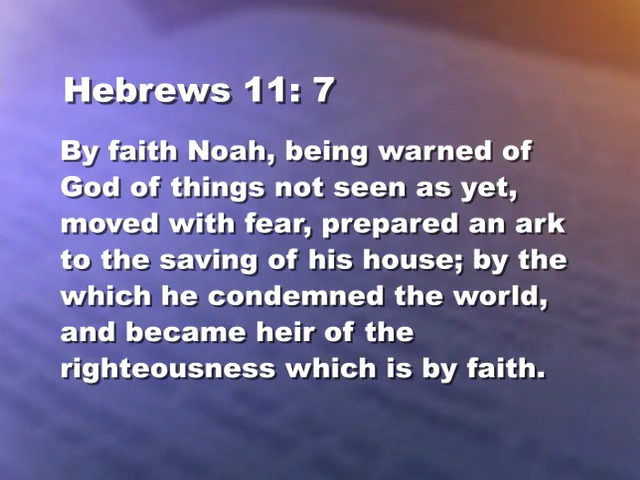 Hebrews 11: 7
By faith Noah, being warned of
God of things not seen as yet,
moved with fear, prepared an ark
to the saving of his house; by the
which he condemned the world,
and became heir of the
righteousness which is by faith.